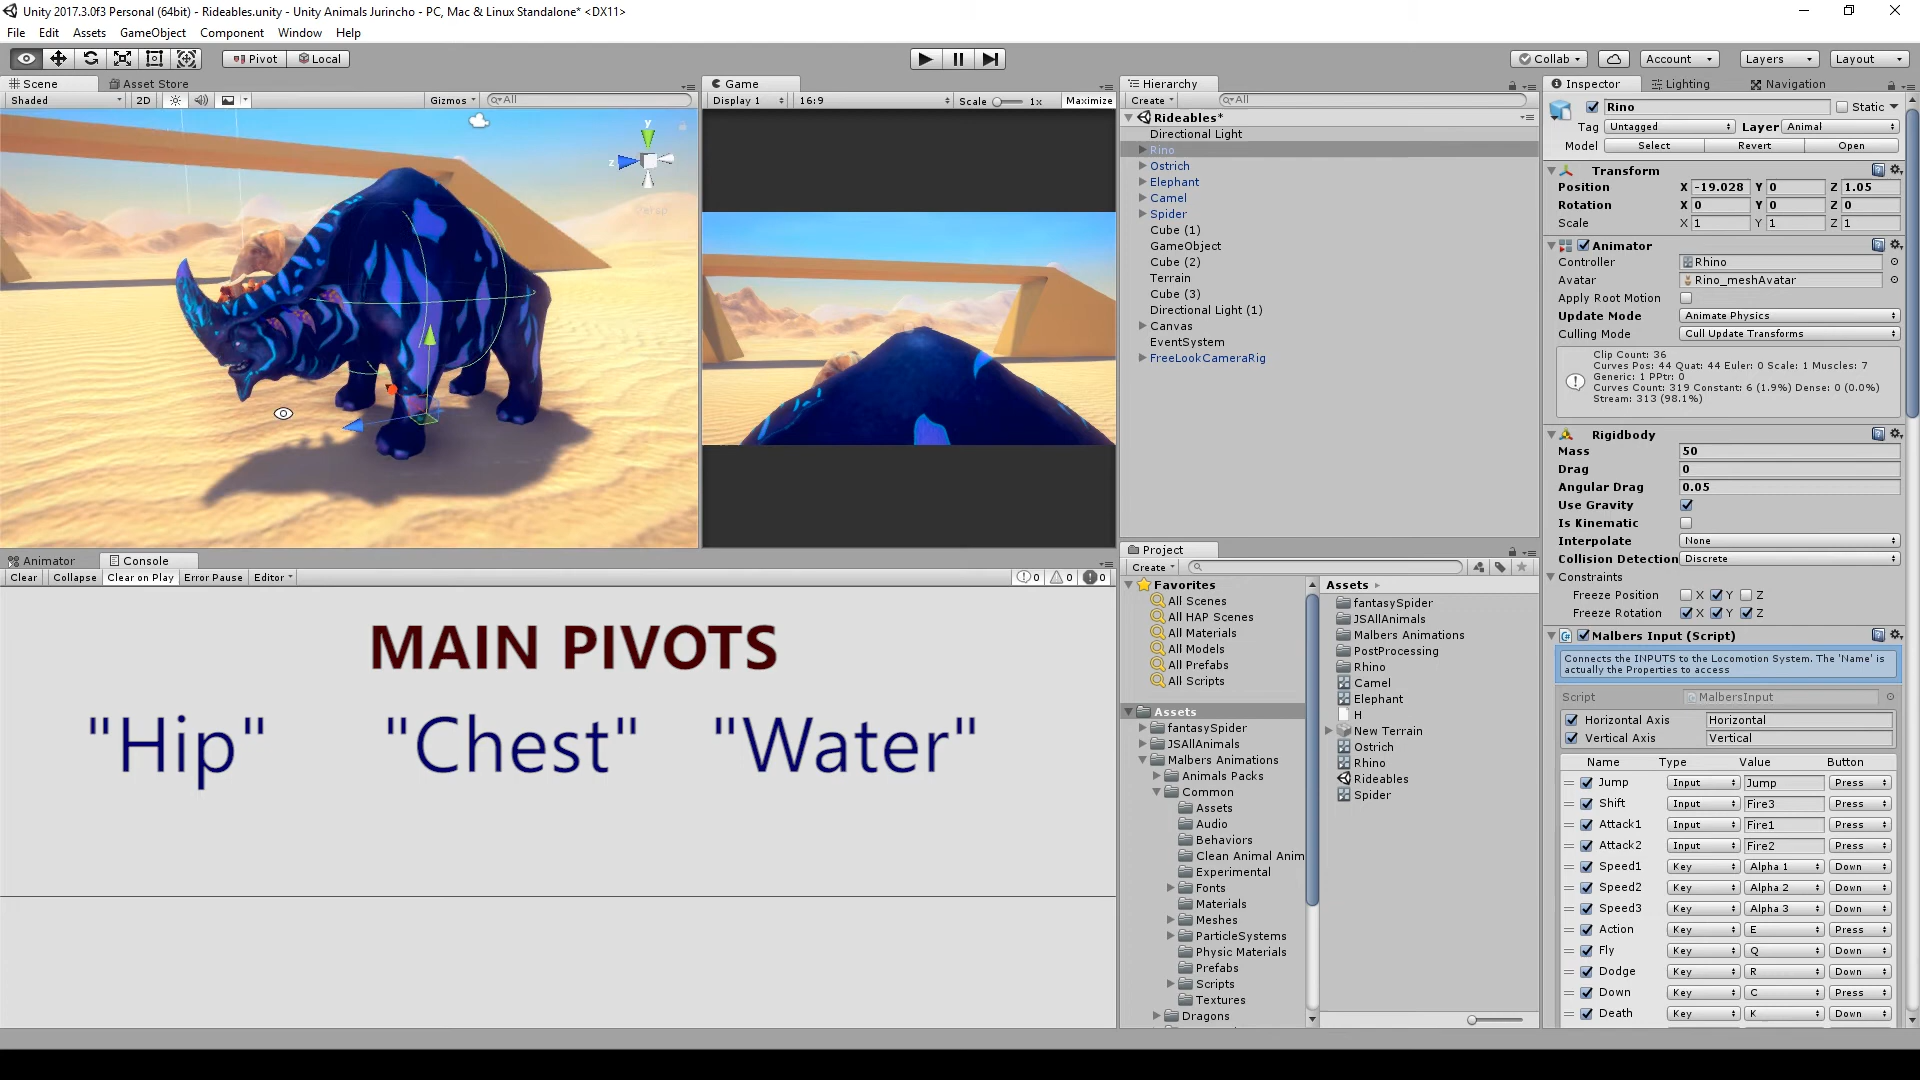 Unity 2017.3.0f3 Personal (64bit) - Rideables.unity - Unity Animals Jurincho - PC, Mac & Linux Standalone* <DX11>
File Edit Assets GameObject Component Window Help
Pivot Local
Collab Account Layers Layout
Scene Asset Store
Shaded 2D Gizmos All
y
z
Persp
Game
Display 1 16:9 Scale 1x Maximize
Hierarchy
Create All
Rideables*
Directional Light
Rino
Ostrich
Elephant
Camel
Spider
Cube (1)
GameObject
Cube (2)
Terrain
Cube (3)
Directional Light (1)
Canvas
EventSystem
FreeLookCameraRig
Animator Console
Clear Collapse Clear on Play Error Pause Editor 0 0 0
MAIN PIVOTS
"Hip" "Chest" "Water"
Project
Create
Favorites
All Scenes
All HAP Scenes
All Materials
All Models
All Prefabs
All Scripts
Assets
fantasySpider
JSAllAnimals
Malbers Animations
Animals Packs
Common
Assets
Audio
Behaviors
Clean Animal Anim
Experimental
Fonts
Materials
Meshes
ParticleSystems
Physic Materials
Prefabs
Scripts
Textures
Dragons
Assets
fantasySpider
JSAllAnimals
Malbers Animations
PostProcessing
Rhino
Camel
Elephant
H
New Terrain
Ostrich
Rhino
Rideables
Spider
Inspector Lighting Navigation
Rino Static
Tag Untagged Layer Animal
Model Select Revert Open
Transform
Position X -19.028 Y 0 Z 1.05
Rotation X 0 Y 0 Z 0
Scale X 1 Y 1 Z 1
Animator
Controller Rhino
Avatar Rino_meshAvatar
Apply Root Motion
Update Mode Animate Physics
Culling Mode Cull Update Transforms
Clip Count: 36
Curves Pos: 44 Quat: 44 Euler: 0 Scale: 1 Muscles: 7
Generic: 1 PPtr: 0
Curves Count: 319 Constant: 6 (1.9%) Dense: 0 (0.0%)
Stream: 313 (98.1%)
Rigidbody
Mass 50
Drag 0
Angular Drag 0.05
Use Gravity
Is Kinematic
Interpolate None
Collision Detection Discrete
Constraints
Freeze Position X Y Z
Freeze Rotation X Y Z
Malbers Input (Script)
Connects the INPUTS to the Locomotion System. The 'Name' is
actually the Properties to access
Script MalbersInput
Horizontal Axis Horizontal
Vertical Axis Vertical
Name Type Value Button
Jump Input Jump Press
Shift Input Fire3 Press
Attack1 Input Fire1 Press
Attack2 Input Fire2 Press
Speed1 Key Alpha 1 Down
Speed2 Key Alpha 2 Down
Speed3 Key Alpha 3 Down
Action Key E Press
Fly Key Q Down
Dodge Key R Down
Down Key C Press
Death Key K Down